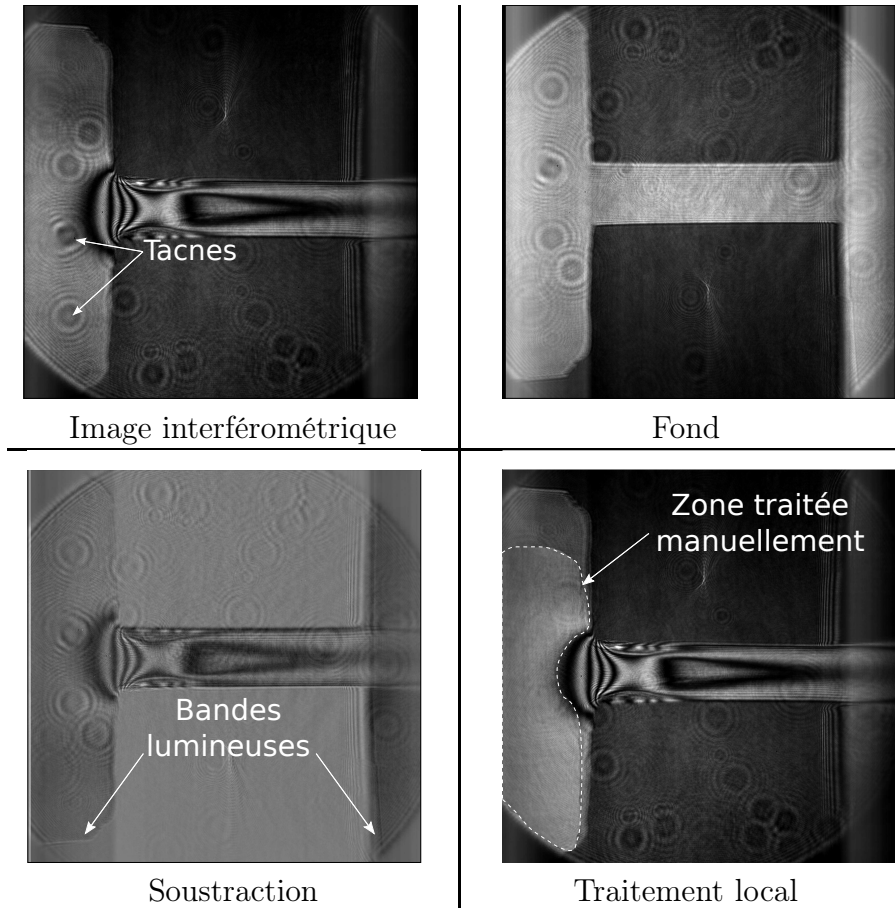 Tacnes
Image interférométrique
Fond
Zone traitée
manuellement
Bandes
lumineuses
Soustraction
Traitement local